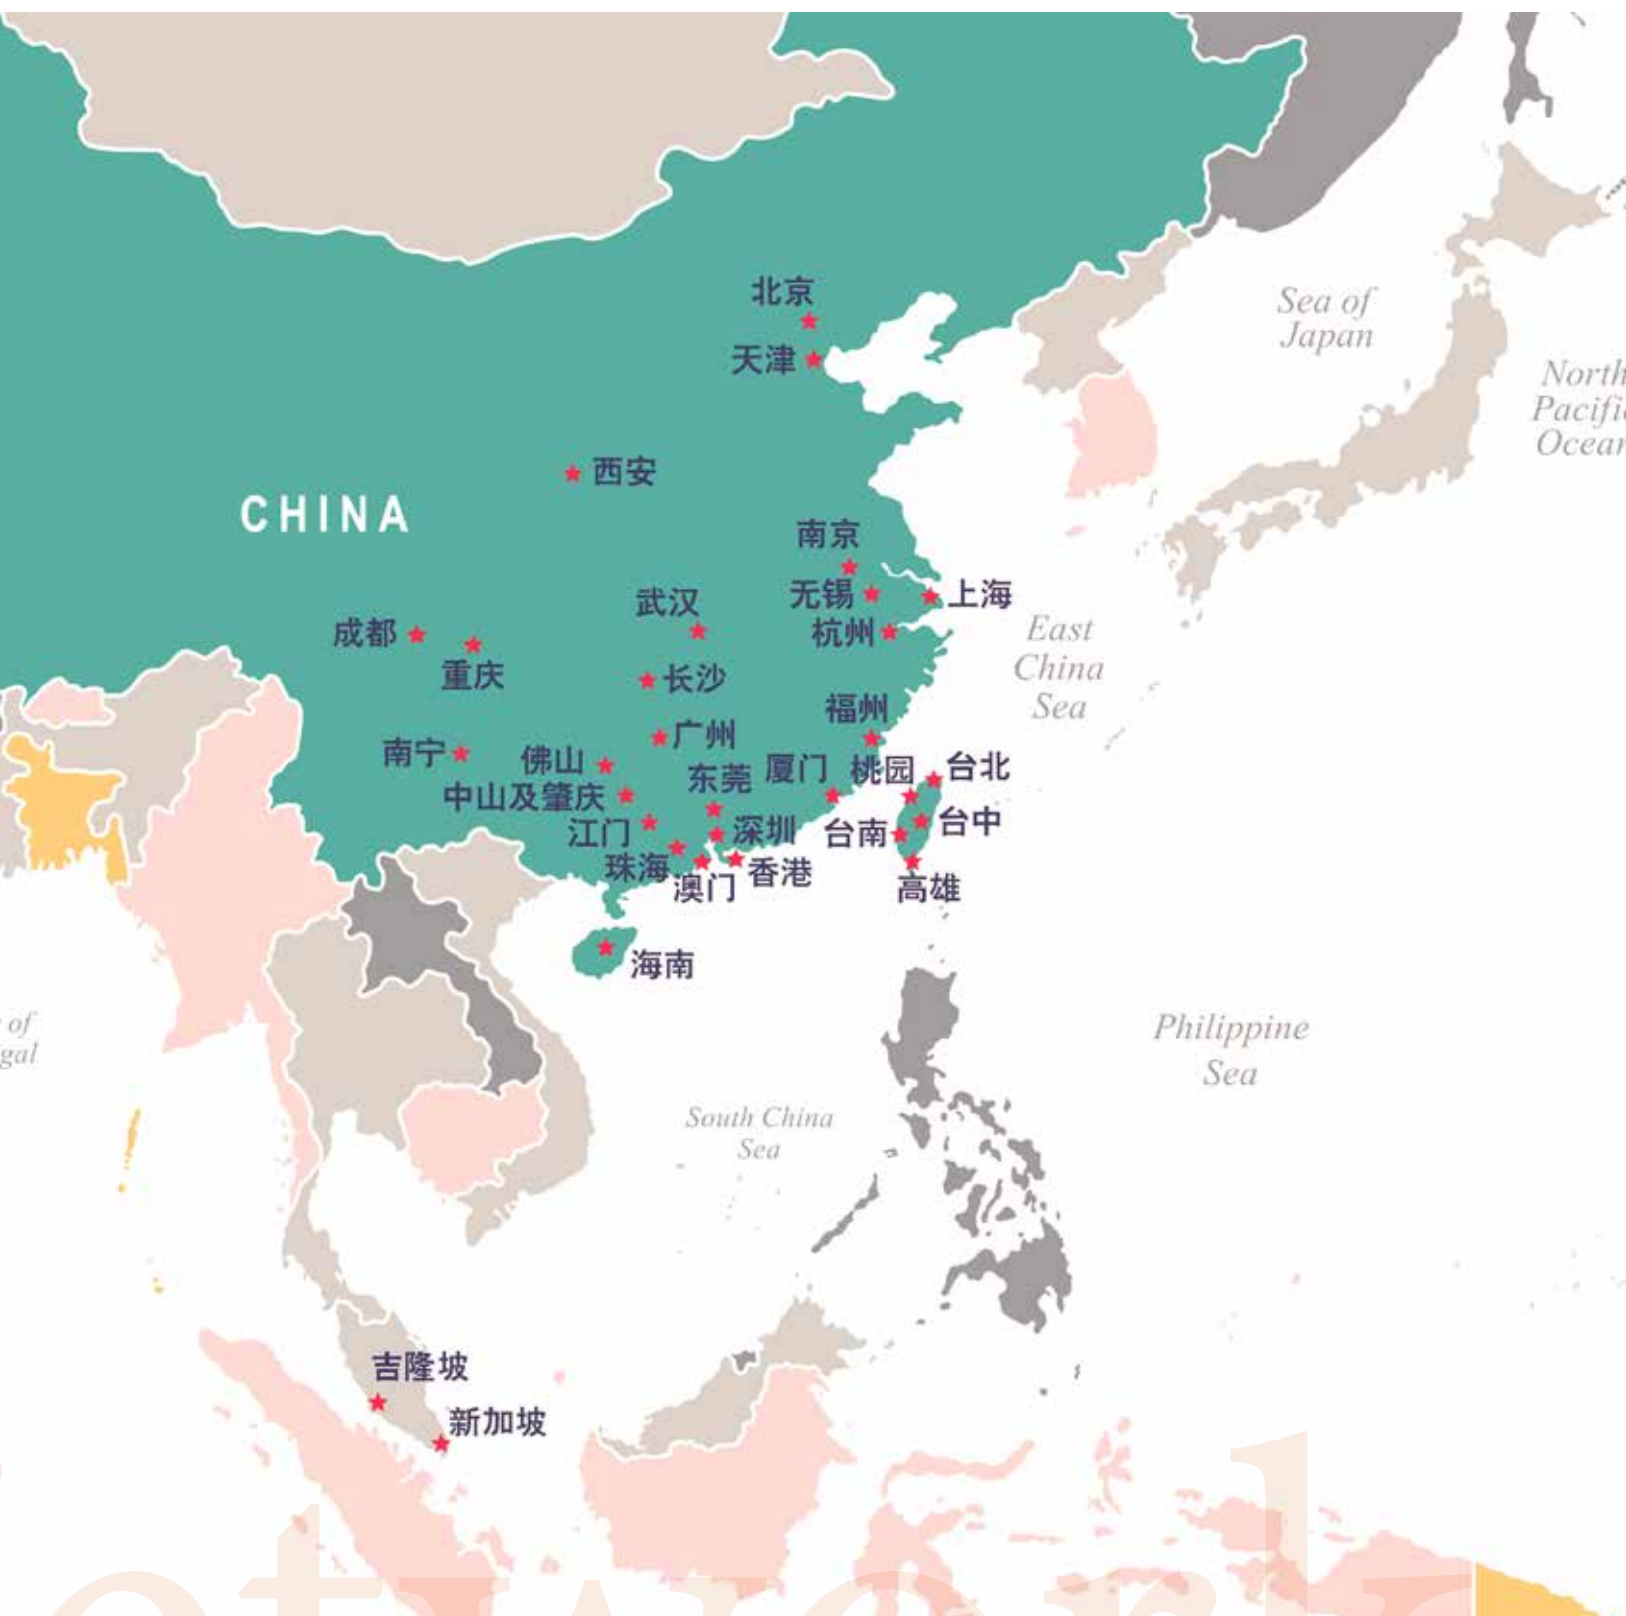 北京
Sea of
Japan
天津
North
Pacific
Ocean
西安
CHINA
南京
无锡
上海
武汉
杭州
成都
East
China
Sea
重庆
长沙
福州
广州
南宁
佛山
东莞
厦门
桃园
台北
中山及肇庆
江门
深圳
台南
台中
珠海
澳门
香港
高雄
海南
of
gal
Philippine
Sea
South China
Sea
吉隆坡
新加坡
etwork